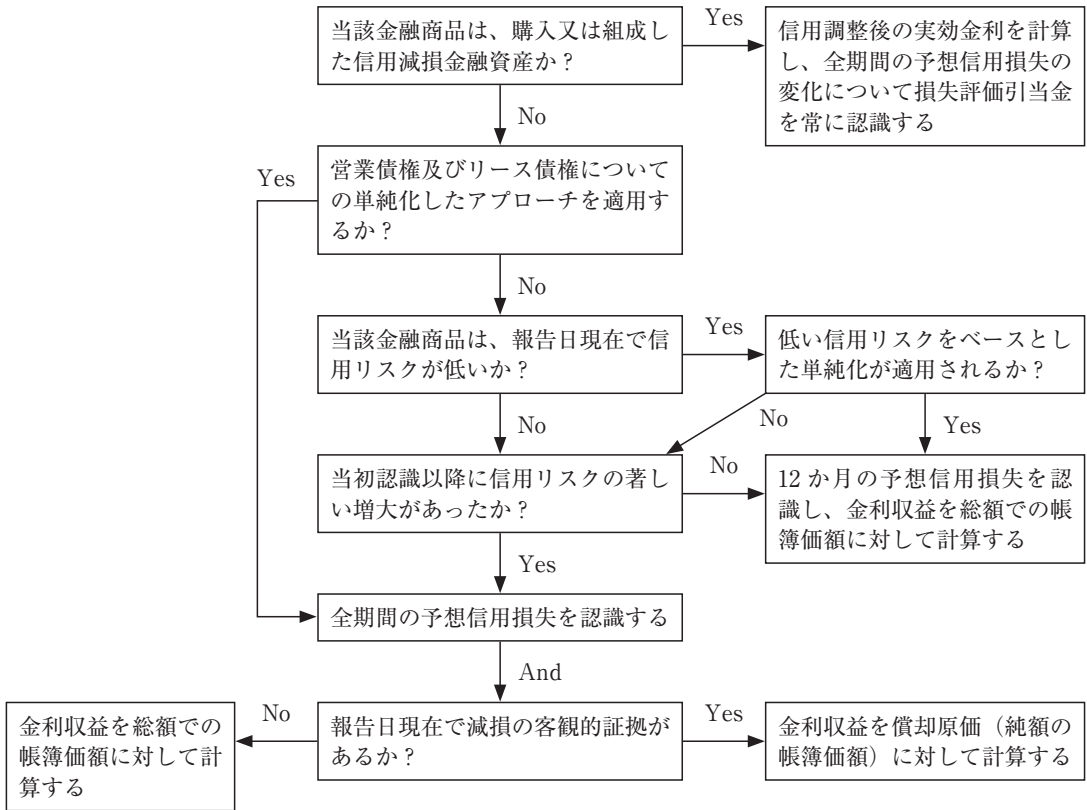 当該金融商品は、購入又は組成し
た信用減損金融資産か？
Yes
信用調整後の実効金利を計算
し、全期間の予想信用損失の
変化について損失評価引当金
を常に認識する
No
Yes
営業債権及びリース債権について
の単純化したアプローチを適用す
るか？
No
当該金融商品は、報告日現在で信
用リスクが低いか？
Yes
低い信用リスクをベースとし
た単純化が適用されるか？
No
No
Yes
当初認識以降に信用リスクの著し
い増大があったか？
No
12か月の予想信用損失を認
識し、金利収益を総額での帳
簿価額に対して計算する
Yes
全期間の予想信用損失を認識する
And
金利収益を総額での
帳簿価額に対して計
算する
No
報告日現在で減損の客観的証拠が
あるか？
Yes
金利収益を償却原価（純額の
帳簿価額）に対して計算する